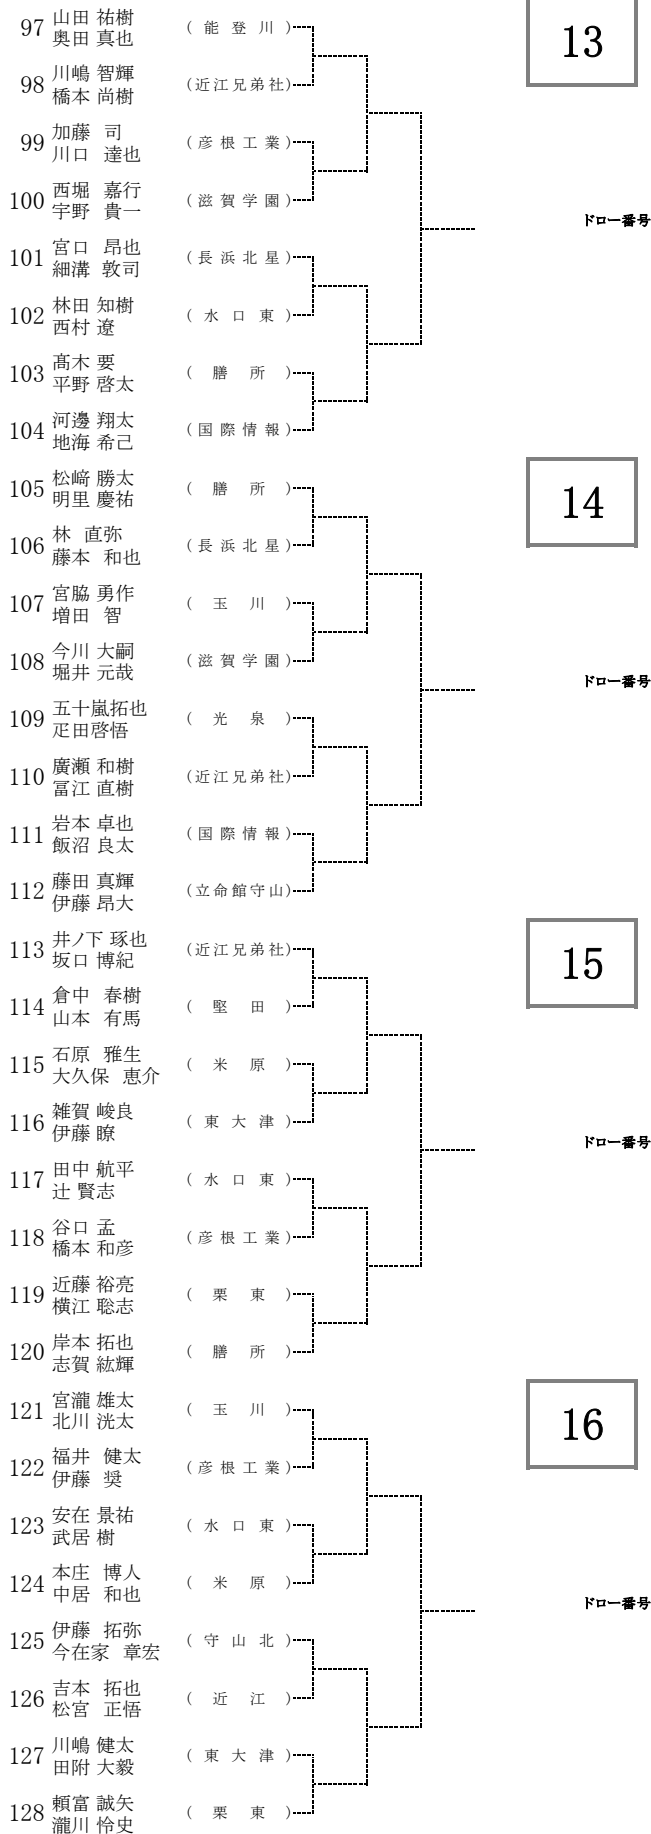 13
山田 祐樹
97 (能登川)
奥田 真也
川嶋 智輝
98 (近江兄弟社)
橋本 尚樹
加藤 司
99 (彦根工業)
川口 達也
西堀 嘉行
100 (滋賀学園)
宇野 貴一
ドロー番号
宮口 昂也
101 (長浜北星)
細溝 敦司
林田 知樹
102 (水口東)
西村 遼
髙木 要
103 (膳所)
平野 啓太
河邊 翔太
104 (国際情報)
地海 希己
14
松﨑 勝太
105 (膳所)
明里 慶祐
林 直弥
106 (長浜北星)
藤本 和也
宮脇 勇作
107 (玉川)
増田 智
今川 大嗣
108 (滋賀学園)
堀井 元哉
ドロー番号
五十嵐拓也
109 (光泉)
疋田啓悟
廣瀬 和樹
110 (近江兄弟社)
冨江 直樹
岩本 卓也
111 (国際情報)
飯沼 良太
藤田 真輝
112 (立命館守山)
伊藤 昂大
15
井ノ下 琢也
113 (近江兄弟社)
坂口 博紀
倉中 春樹
114 (堅田)
山本 有馬
石原 雅生
115 (米原)
大久保 恵介
雑賀 峻良
116 (東大津)
伊藤 瞭
ドロー番号
田中 航平
117 (水口東)
辻 賢志
谷口 孟
118 (彦根工業)
橋本 和彦
近藤 裕亮
119 (栗東)
横江 聡志
岸本 拓也
120 (膳所)
志賀 紘輝
16
宮瀧 雄太
121 (玉川)
北川 洸太
福井 健太
122 (彦根工業)
伊藤 奨
安在 景祐
123 (水口東)
武居 樹
本庄 博人
124 (米原)
中居 和也
ドロー番号
伊藤 拓弥
125 (守山北)
今在家 章宏
吉本 拓也
126 (近江)
松宮 正悟
川嶋 健太
127 (東大津)
田附 大毅
頼富 誠矢
128 (栗東)
瀧川 怜史